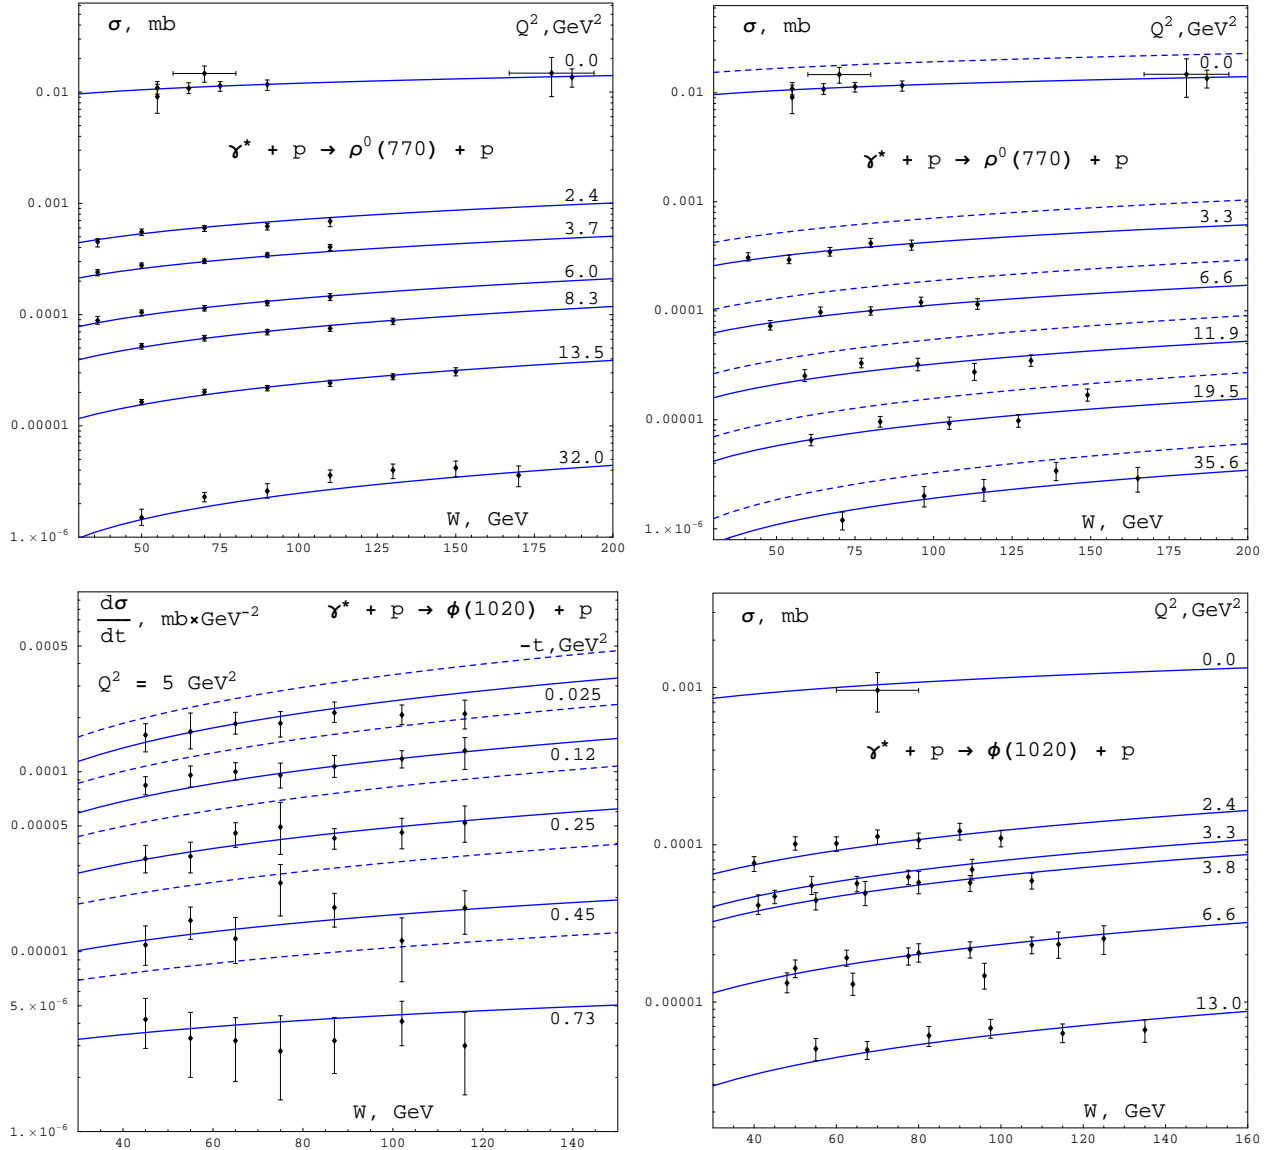 σ, mb
Q²,GeV²
0.0
0.01
γ* + p → ρ⁰(770) + p
2.4
0.001
3.7
6.0
8.3
0.0001
13.5
0.00001
32.0
W, GeV
1.×10⁻⁶
50 75 100 125 150 175 200
σ, mb
Q²,GeV²
0.0
0.01
γ* + p → ρ⁰(770) + p
0.001
3.3
6.6
0.0001
11.9
19.5
0.00001
35.6
W, GeV
1.×10⁻⁶
50 75 100 125 150 175 200
dσ
dt
, mb×GeV⁻²
γ* + p → ϕ(1020) + p
0.0005
-t,GeV²
Q² = 5 GeV²
0.025
0.12
0.0001
0.00005
0.25
0.45
0.00001
5.×10⁻⁶
0.73
W, GeV
1.×10⁻⁶
40 60 80 100 120 140
σ, mb
Q²,GeV²
0.0
0.001
γ* + p → ϕ(1020) + p
2.4
3.3
0.0001
3.8
6.6
0.00001
13.0
W, GeV
40 60 80 100 120 140 160